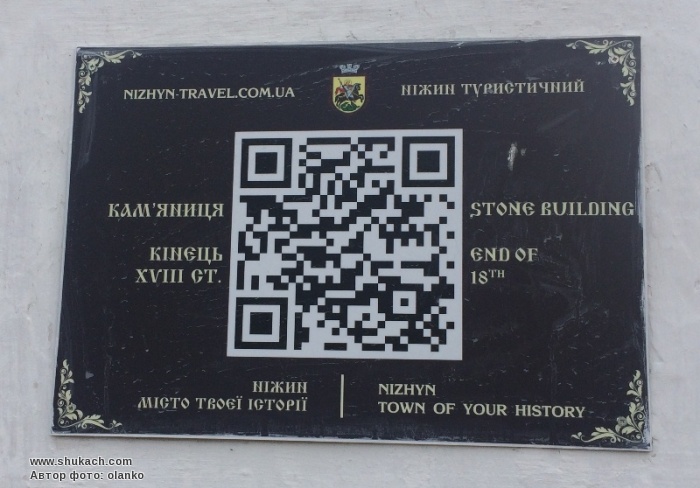 NIZHYN-TRAVEL.COM.UA
НІЖИН ТУРИСТИЧНИЙ
КАМ'ЯНИЦЯ
КІНЕЦЬ
XVIII СТ.
STONE BUILDING
END OF
18TH
НІЖИН
МІСТО ТВОЄЇ ІСТОРІЇ
NIZHYN
TOWN OF YOUR HISTORY
www.shukach.com
Автор фото: olanko